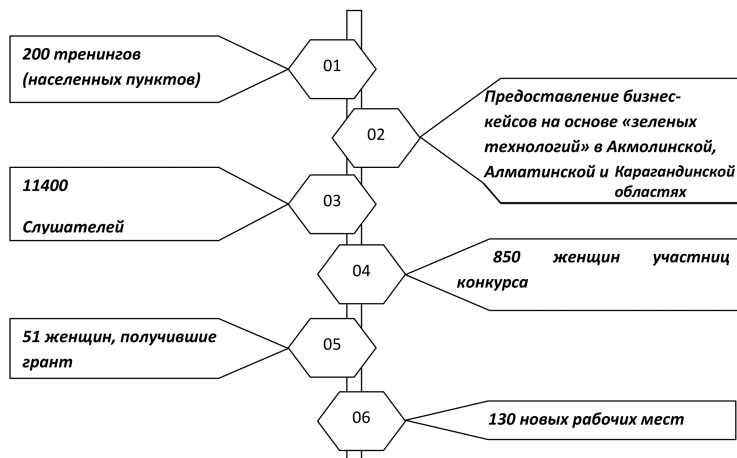 01
200 тренингов
(населенных пунктов)
02
Предоставление бизнес-
кейсов на основе «зеленых
технологий» в Акмолинской,
Алматинской и Карагандинской
областях
03
11400
Слушателей
04
850 женщин участниц
конкурса
05
51 женщин, получившие
грант
06
130 новых рабочих мест